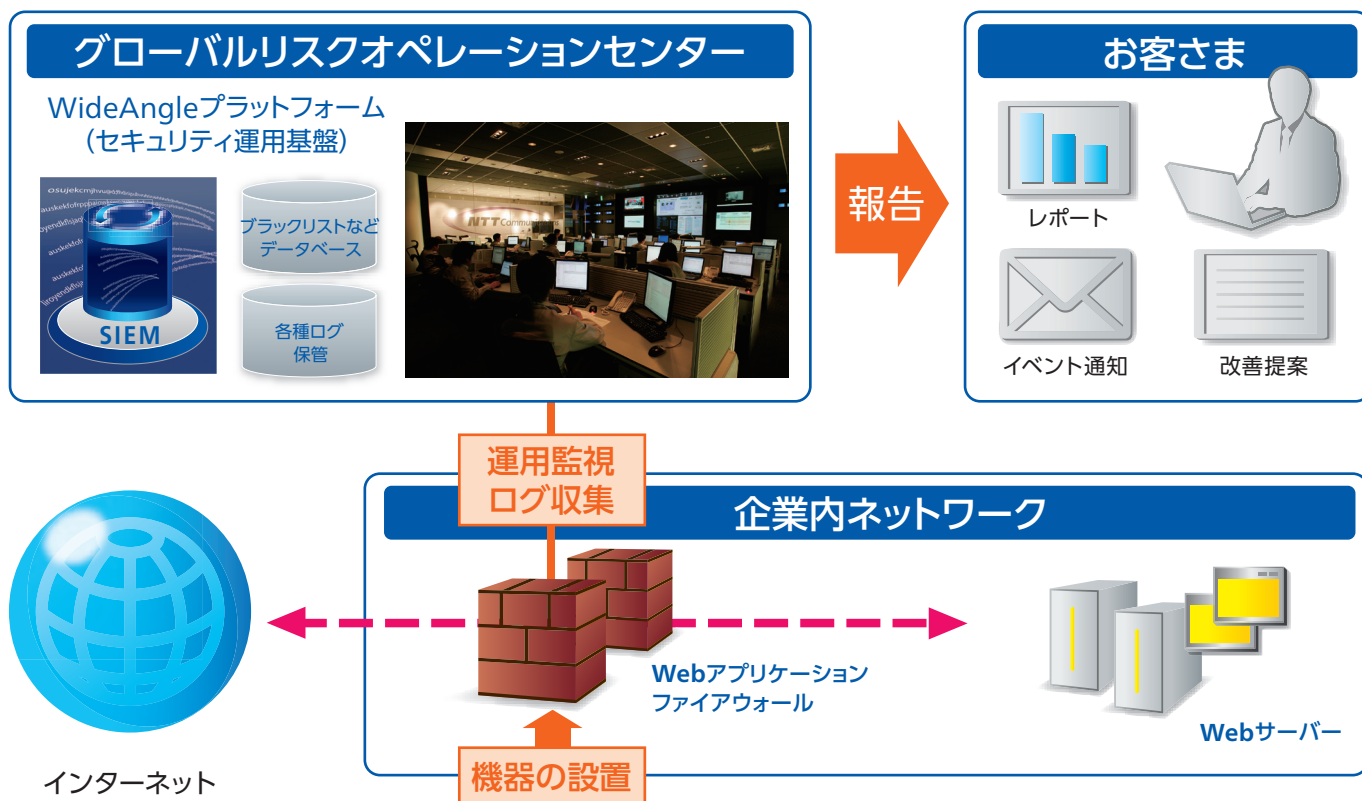 グローバルリスクオペレーションセンター
WideAngleプラットフォーム
(セキュリティ運用基盤)
SIEM
ブラックリストなど
データベース
各種ログ
保管
NTT Communications
報告
お客さま
レポート
イベント通知
改善提案
運用監視
ログ収集
企業内ネットワーク
Webアプリケーション
ファイアウォール
Webサーバー
インターネット
機器の設置